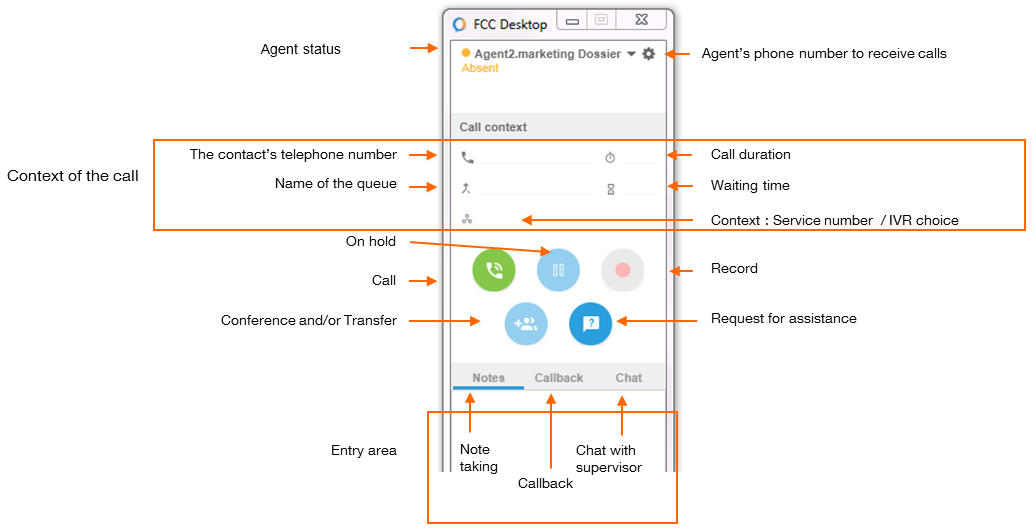 FCC Desktop
Agent status
Agent2.marketing Dossier
Absent
Agent's phone number to receive calls
Call context
Context of the call
The contact's telephone number
Call duration
Name of the queue
Waiting time
Context : Service number / IVR choice
On hold
Call
Record
Conference and/or Transfer
?
Request for assistance
Notes Callback Chat
Entry area
Note
taking
Callback
Chat with
supervisor